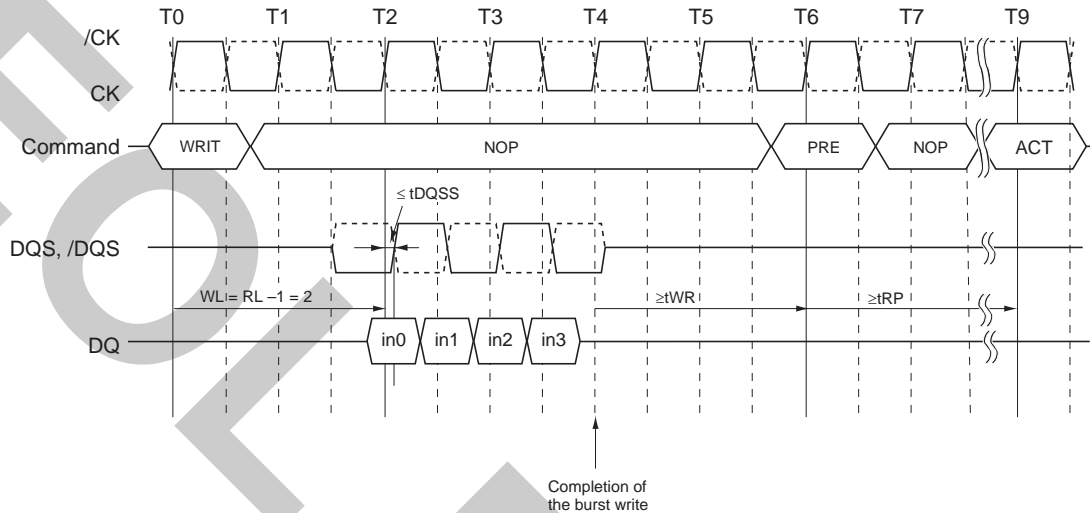 T0 T1 T2 T3 T4 T5 T6 T7 T9
/CK
CK
Command WRIT NOP PRE NOP ACT
≤ tDQSS
DQS, /DQS
WL = RL –1 = 2 ≥tWR ≥tRP
DQ in0 in1 in2 in3
Completion of
the burst write